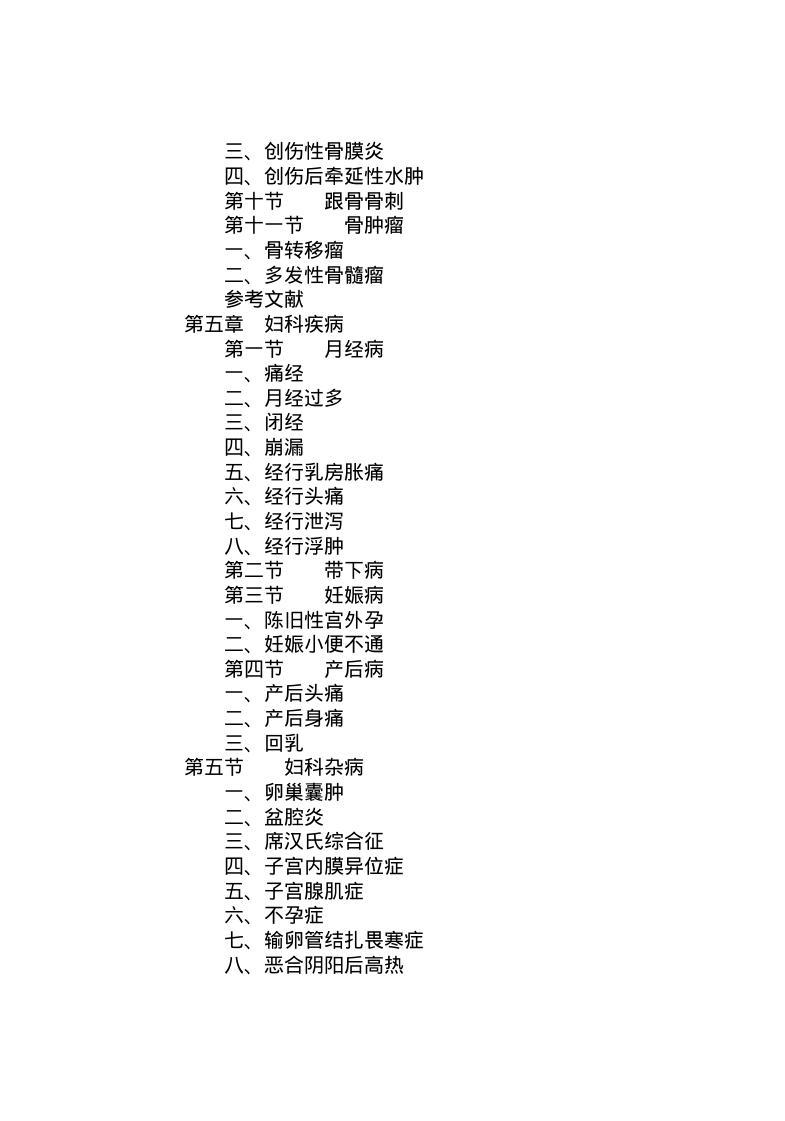 三、创伤性骨膜炎
四、创伤后牵延性水肿
第十节　　跟骨骨刺
第十一节　　骨肿瘤
一、骨转移瘤
二、多发性骨髓瘤
参考文献
第五章　妇科疾病
第一节　　月经病
一、痛经
二、月经过多
三、闭经
四、崩漏
五、经行乳房胀痛
六、经行头痛
七、经行泄泻
八、经行浮肿
第二节　　带下病
第三节　　妊娠病
一、陈旧性宫外孕
二、妊娠小便不通
第四节　　产后病
一、产后头痛
二、产后身痛
三、回乳
第五节　　妇科杂病
一、卵巢囊肿
二、盆腔炎
三、席汉氏综合征
四、子宫内膜异位症
五、子宫腺肌症
六、不孕症
七、输卵管结扎畏寒症
八、恶合阴阳后高热